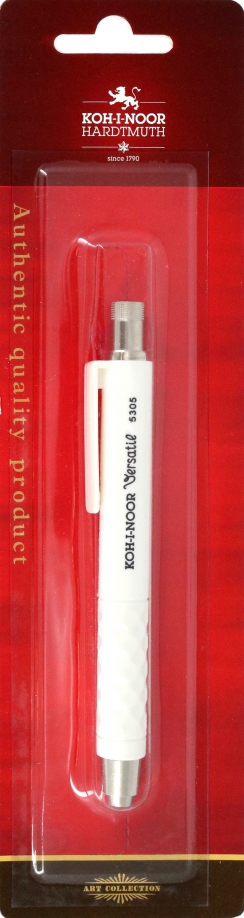 KOH-I-NOOR
HARDTMUTH
since 1790
Authentic quality product
KOH-I-NOOR Versatil 5305
ART COLLECTION